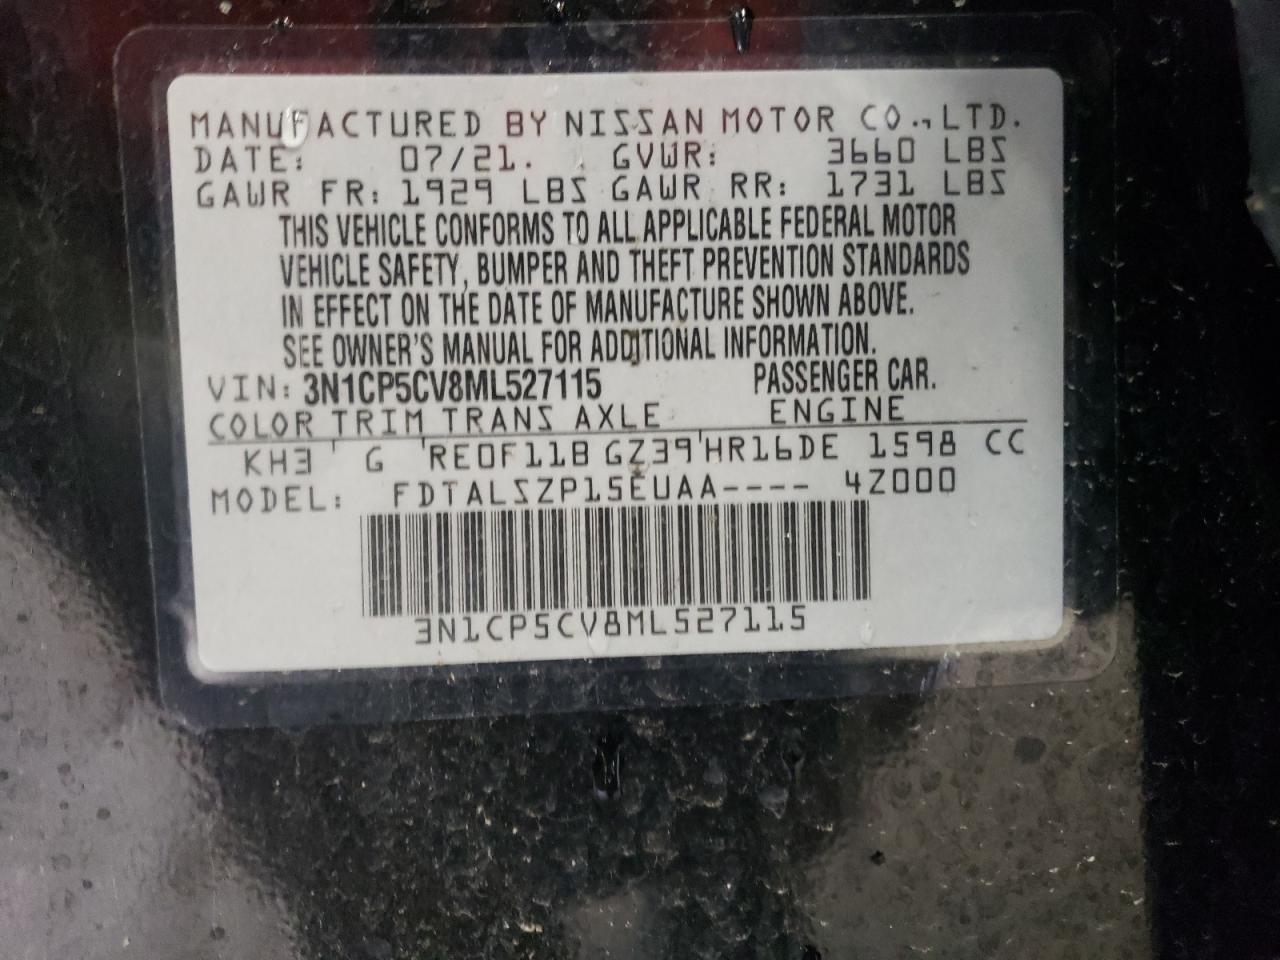 MANUFACTURED BY NISSAN MOTOR CO.,LTD.
DATE: 07/21. GVWR: 3660 LBS
GAWR FR: 1929 LBS GAWR RR: 1731 LBS
THIS VEHICLE CONFORMS TO ALL APPLICABLE FEDERAL MOTOR
VEHICLE SAFETY, BUMPER AND THEFT PREVENTION STANDARDS
IN EFFECT ON THE DATE OF MANUFACTURE SHOWN ABOVE.
SEE OWNER'S MANUAL FOR ADDITIONAL INFORMATION.
VIN: 3N1CP5CV8ML527115 PASSENGER CAR.
COLOR TRIM TRANS AXLE ENGINE
KH3 G RE0F11B GZ39 HR16DE 1598 CC
MODEL: FDTALSZP15EUAA---- 4Z000
3N1CP5CV8ML527115